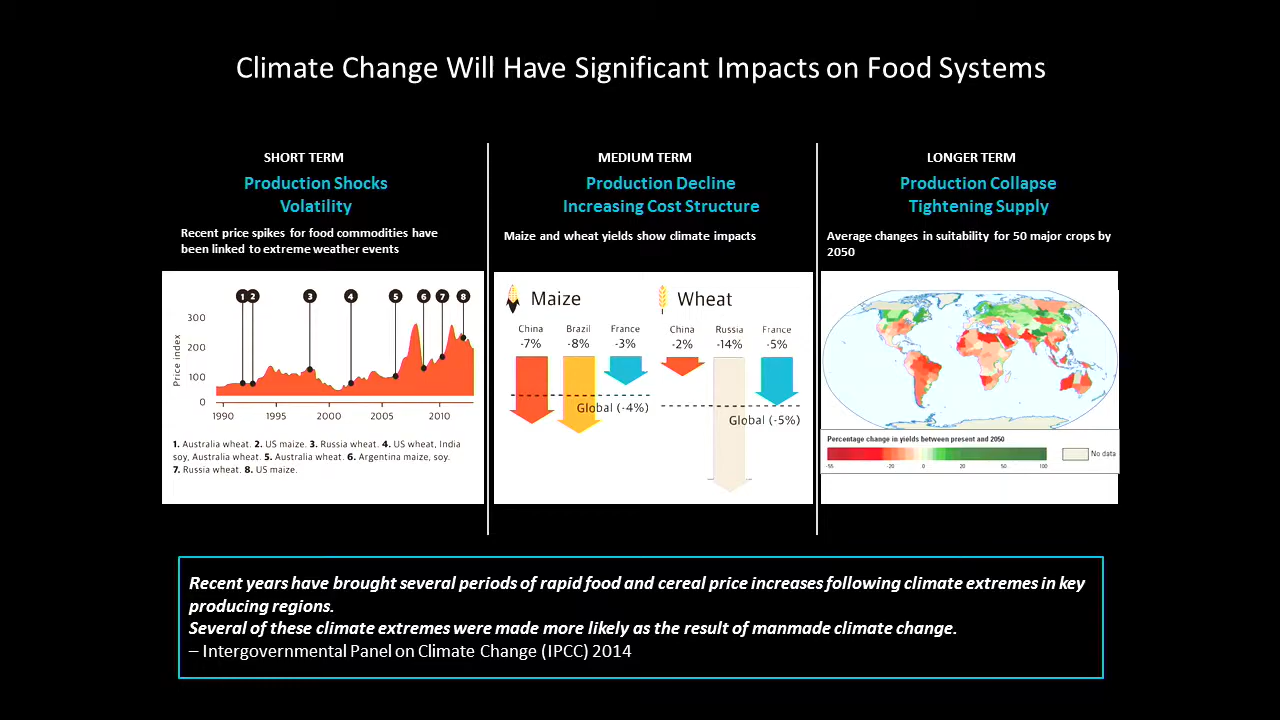 Climate Change Will Have Significant Impacts on Food Systems
SHORT TERM
Production Shocks
Volatility
Recent price spikes for food commodities have
been linked to extreme weather events
Price index
300
200
100
0
1 2 3 4 5 6 7 8
1990 1995 2000 2005 2010
1. Australia wheat. 2. US maize. 3. Russia wheat. 4. US wheat, India
soy, Australia wheat. 5. Australia wheat. 6. Argentina maize, soy.
7. Russia wheat. 8. US maize.
MEDIUM TERM
Production Decline
Increasing Cost Structure
Maize and wheat yields show climate impacts
Maize
China Brazil France
-7% -8% -3%
Global (-4%)
Wheat
China Russia France
-2% -14% -5%
Global (-5%)
LONGER TERM
Production Collapse
Tightening Supply
Average changes in suitability for 50 major crops by
2050
Percentage change in yields between present and 2050
-55 -20 0 20 50 100
No data
Recent years have brought several periods of rapid food and cereal price increases following climate extremes in key
producing regions.
Several of these climate extremes were made more likely as the result of manmade climate change.
– Intergovernmental Panel on Climate Change (IPCC) 2014